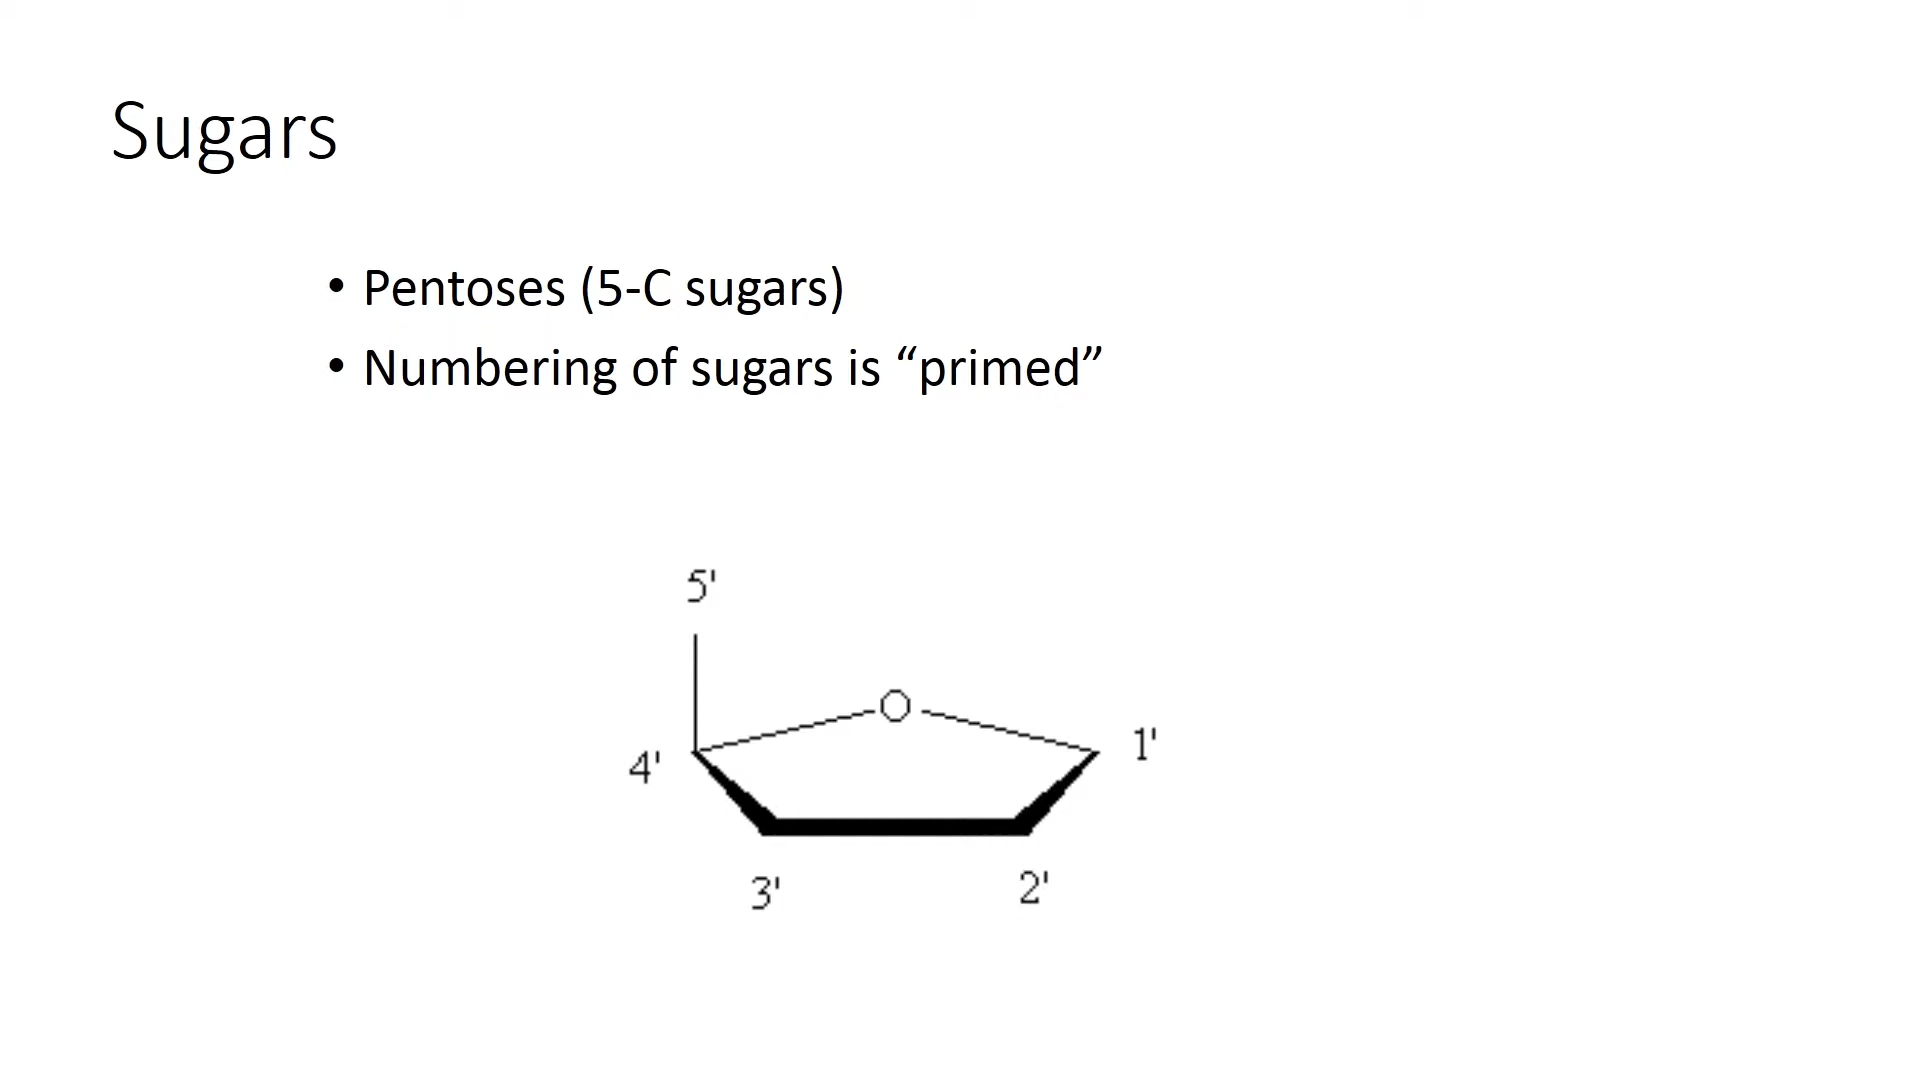 Sugars
• Pentoses (5-C sugars)
• Numbering of sugars is “primed”
5'
O
1'
4'
3'
2'